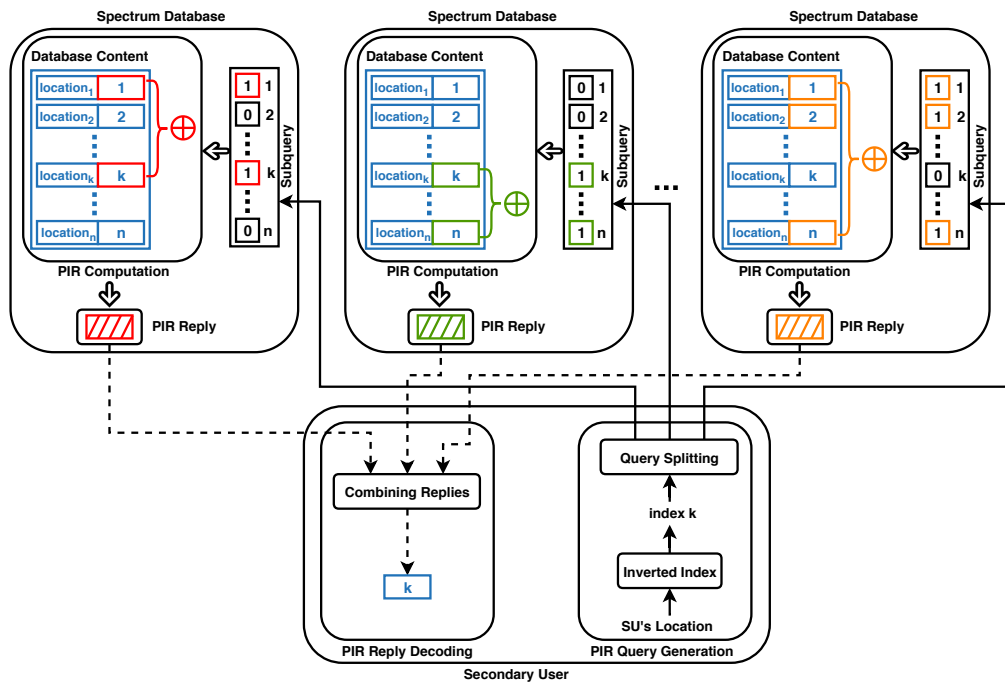 Spectrum Database
Database Content
location1 1
location2 2
locationk k
locationn n
1 1
0 2
1 k
0 n
Subquery
PIR Computation
PIR Reply
Spectrum Database
Database Content
location1 1
location2 2
locationk k
locationn n
0 1
0 2
1 k
1 n
Subquery
PIR Computation
PIR Reply
...
Spectrum Database
Database Content
location1 1
location2 2
locationk k
locationn n
1 1
1 2
0 k
1 n
Subquery
PIR Computation
PIR Reply
Combining Replies
k
PIR Reply Decoding
Query Splitting
index k
Inverted Index
SU's Location
PIR Query Generation
Secondary User